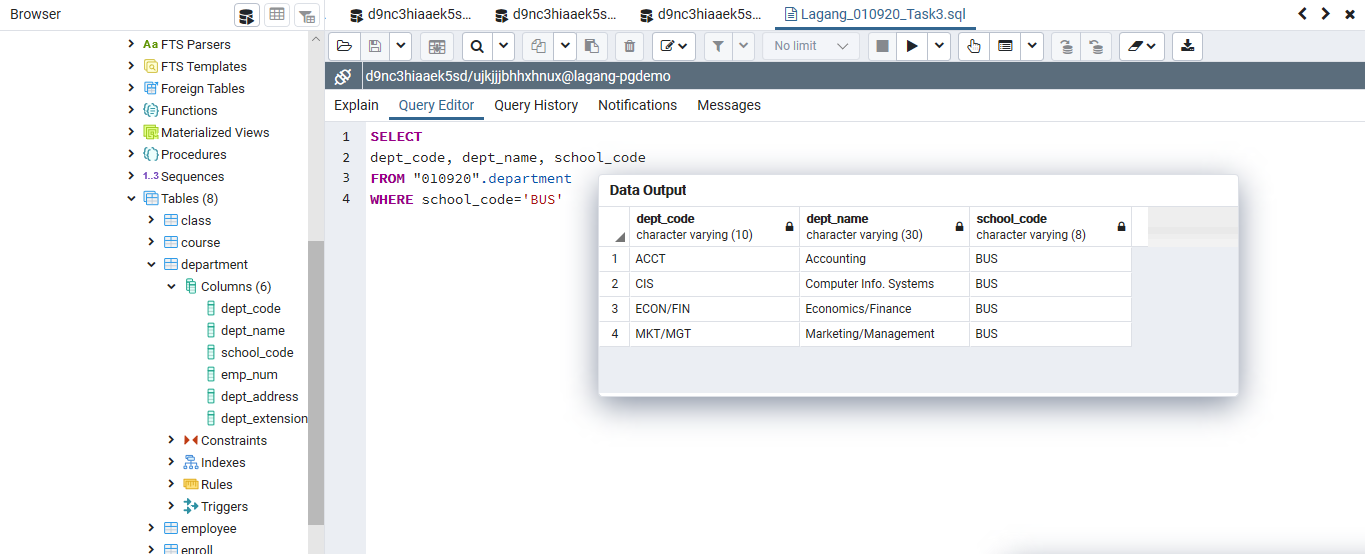 Browser
d9nc3hiaaek5s...
d9nc3hiaaek5s...
d9nc3hiaaek5s...
Lagang_010920_Task3.sql
No limit
d9nc3hiaaek5sd/ujkjjjbhhxhnux@lagang-pgdemo
Explain
Query Editor
Query History
Notifications
Messages
Aa FTS Parsers
FTS Templates
Foreign Tables
Functions
Materialized Views
Procedures
1..3 Sequences
Tables (8)
class
course
department
Columns (6)
dept_code
dept_name
school_code
emp_num
dept_address
dept_extension
Constraints
Indexes
Rules
Triggers
employee
enroll
1 SELECT
2 dept_code, dept_name, school_code
3 FROM "010920".department
4 WHERE school_code='BUS'
Data Output
dept_code dept_name school_code
character varying (10) character varying (30) character varying (8)
1 ACCT Accounting BUS
2 CIS Computer Info. Systems BUS
3 ECON/FIN Economics/Finance BUS
4 MKT/MGT Marketing/Management BUS